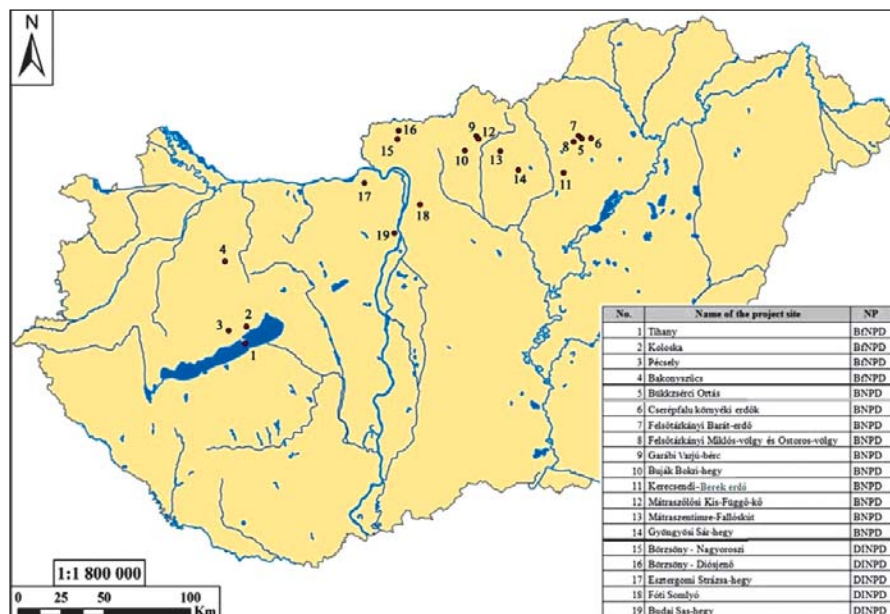 N
16
15
9
12
10
13
14
7
8
5
6
11
17
18
19
4
3
2
1
1:1 800 000
0 25 50 100
Km
No. Name of the project site NP
1 Tihany BfNPD
2 Koloska BfNPD
3 Pécsely BfNPD
4 Bakonyszücs BfNPD
5 Bükkzsérci Ortás BNPD
6 Cserépfalu környéki erdők BNPD
7 Felsőtárkányi Barát-erdő BNPD
8 Felsőtárkányi Miklós-völgy és Ostoros-völgy BNPD
9 Garábi Varjú-bérc BNPD
10 Buják Bokri-hegy BNPD
11 Kerecsendi-Berek erdő BNPD
12 Mátraszőlősi Kis-Függő-kő BNPD
13 Mátraszentimre-Fallóskút BNPD
14 Gyöngyösi Sár-hegy BNPD
15 Börzsöny - Nagyoroszi DINPD
16 Börzsöny - Diósjenő DINPD
17 Esztergomi Strázsa-hegy DINPD
18 Fóti Somlyó DINPD
19 Budai Sas-hegy DINPD